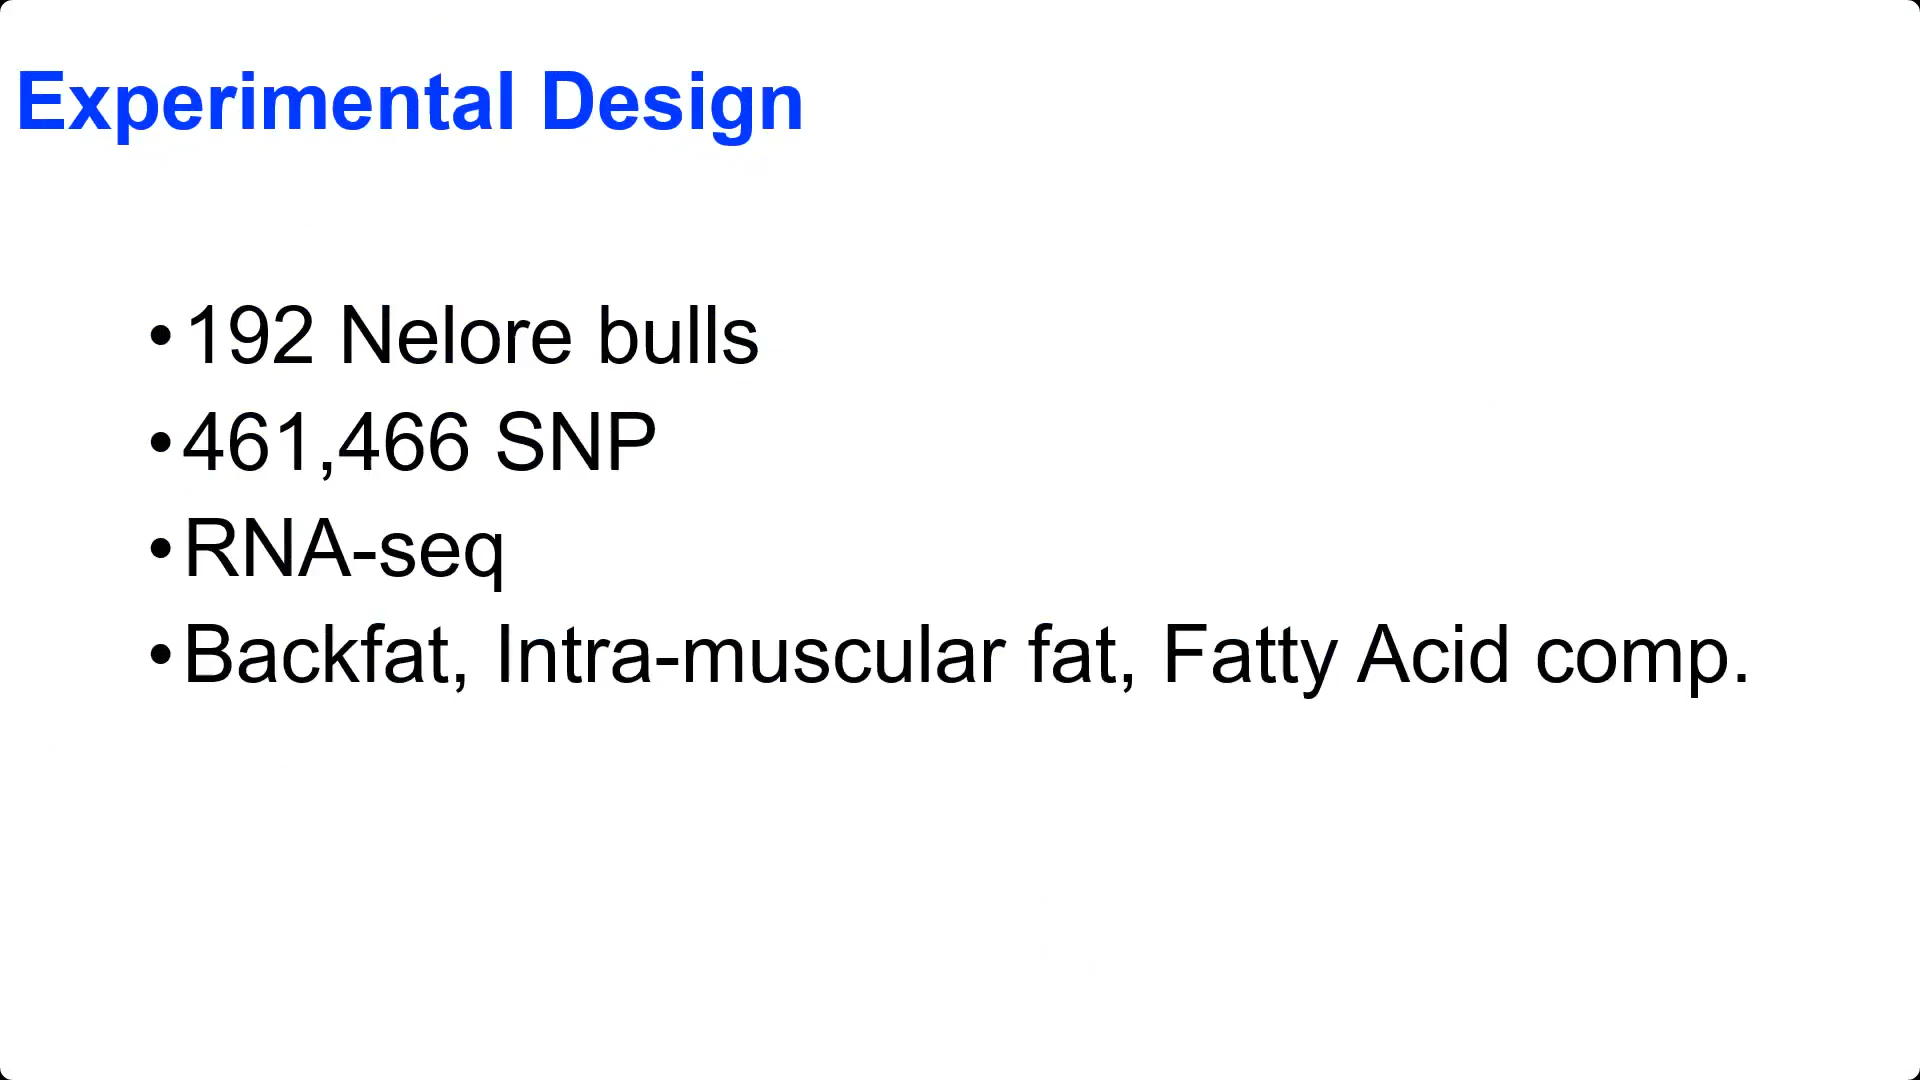 Experimental Design
•192 Nelore bulls
•461,466 SNP
•RNA-seq
•Backfat, Intra-muscular fat, Fatty Acid comp.